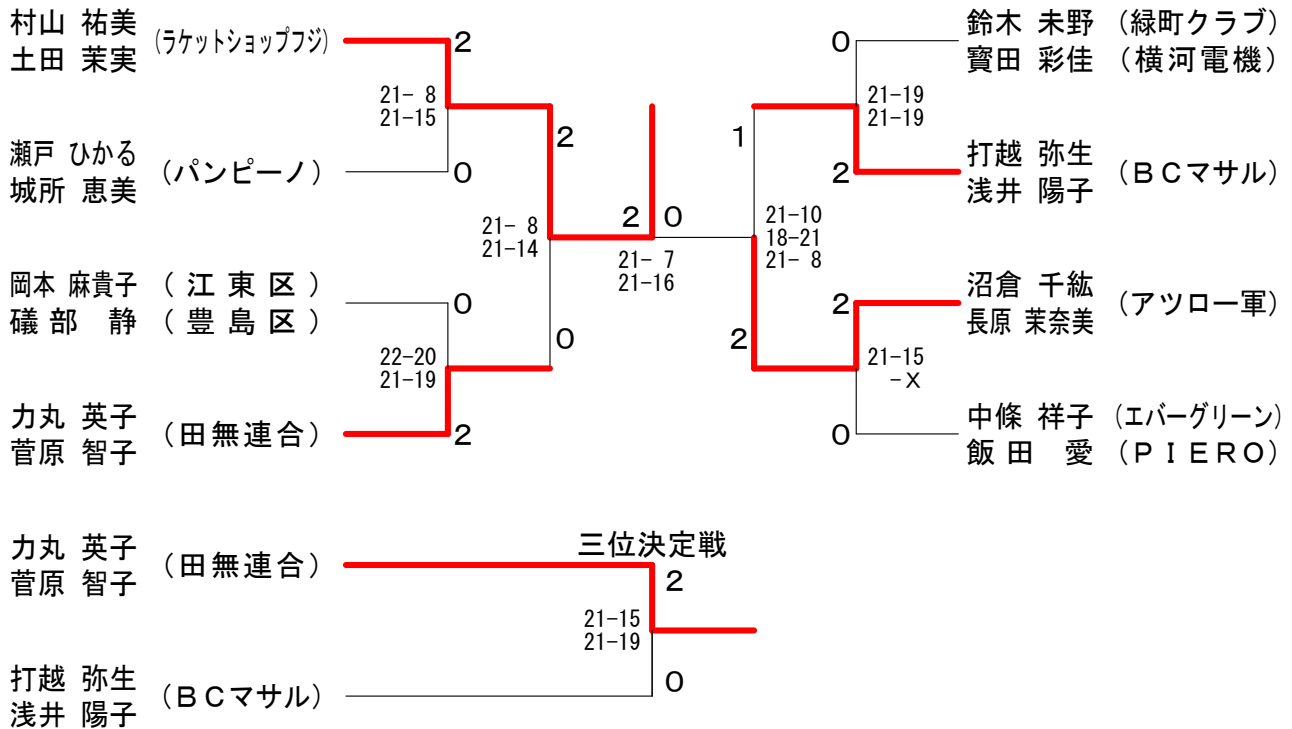 村山 祐美
土田 茉実
(ラケットショップフジ)
2
21- 8
21-15
瀬戸 ひかる
城所 恵美
(パンピーノ)
0
2
21- 8
21-14
岡本 麻貴子 (江東区)
礒部 静 (豊島区)
0
22-20
21-19
0
力丸 英子
菅原 智子
(田無連合)
2
2 0
21- 7
21-16
鈴木 未野 (緑町クラブ)
寳田 彩佳 (横河電機)
0
21-19
21-19
1
打越 弥生
浅井 陽子
(BCマサル)
2
21-10
18-21
21- 8
沼倉 千紘
長原 茉奈美
(アツロー軍)
2
2
21-15
-X
中條 祥子 (エバーグリーン)
飯田 愛 (PIERO)
0
三位決定戦
力丸 英子
菅原 智子
(田無連合)
2
21-15
21-19
打越 弥生
浅井 陽子
(BCマサル)
0